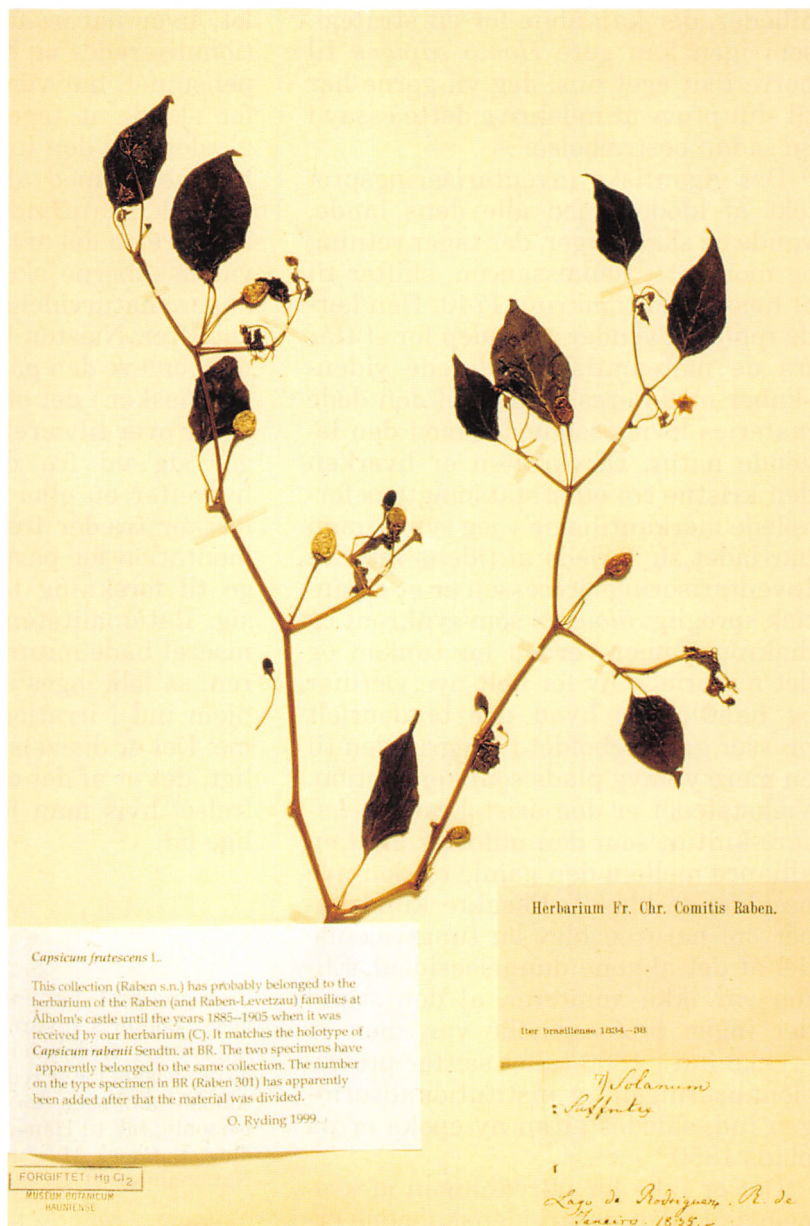 Capsicum frutescens L.
This collection (Raben s.n.) has probably belonged to the
herbarium of the Raben (and Raben-Levetzau) families at
Ålholm's castle until the years 1885–1905 when it was
received by our herbarium (C). It matches the holotype of
Capsicum rabenii Sendtn. at BR. The two specimens have
apparently belonged to the same collection. The number
on the type specimen in BR (Raben 301) has apparently
been added after that the material was divided.
O. Ryding 1999
FORGIFTET: Hg Cl2
MUSEUM BOTANICUM
HAUNIENSE
Herbarium Fr. Chr. Comitis Raben.
Iter brasiliense 1834—38.
Solanum
Suffrutex
Lago de Rodriguez. R. de
Janeiro. 1835.